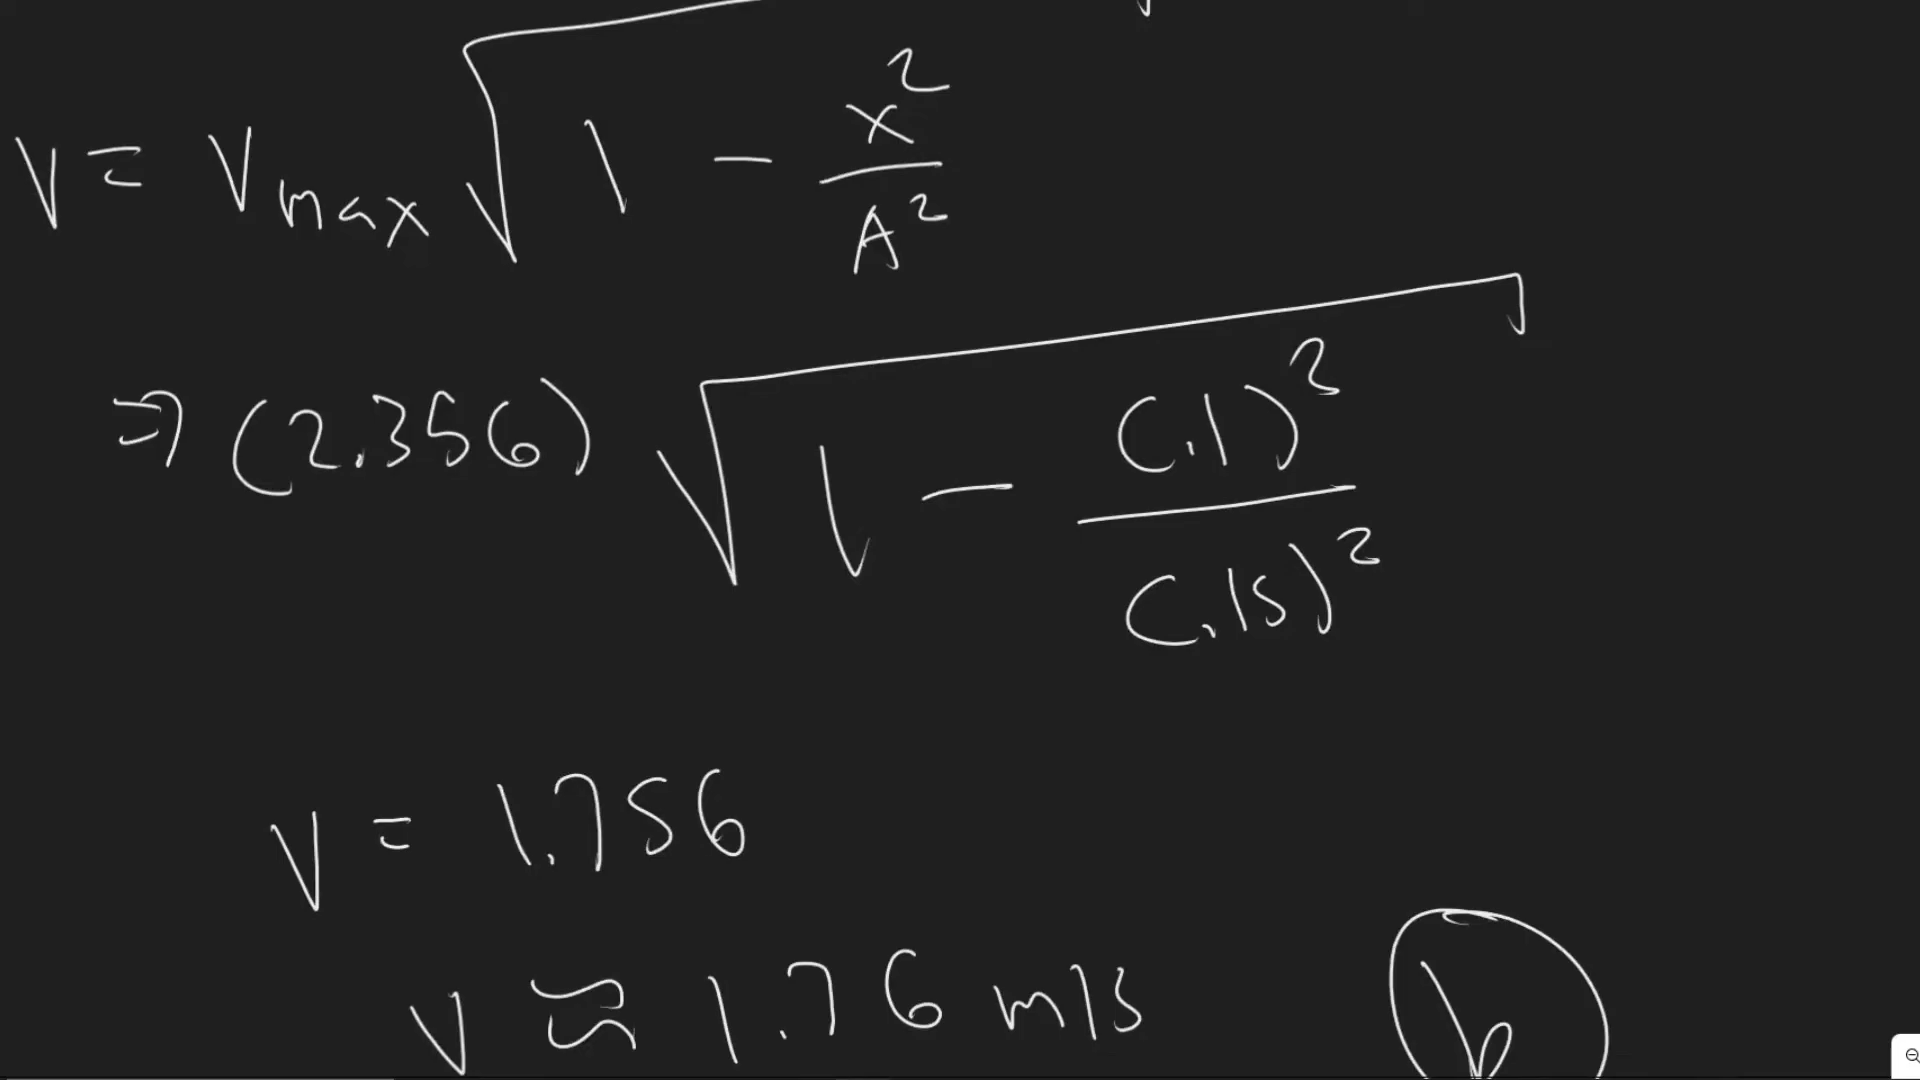 V = Vmax √(1 - x²/A²)
⇒ (2.356) √(1 - (.1)²/(.15)²)
V = 1.756
V ≈ 1.76 m/s
b